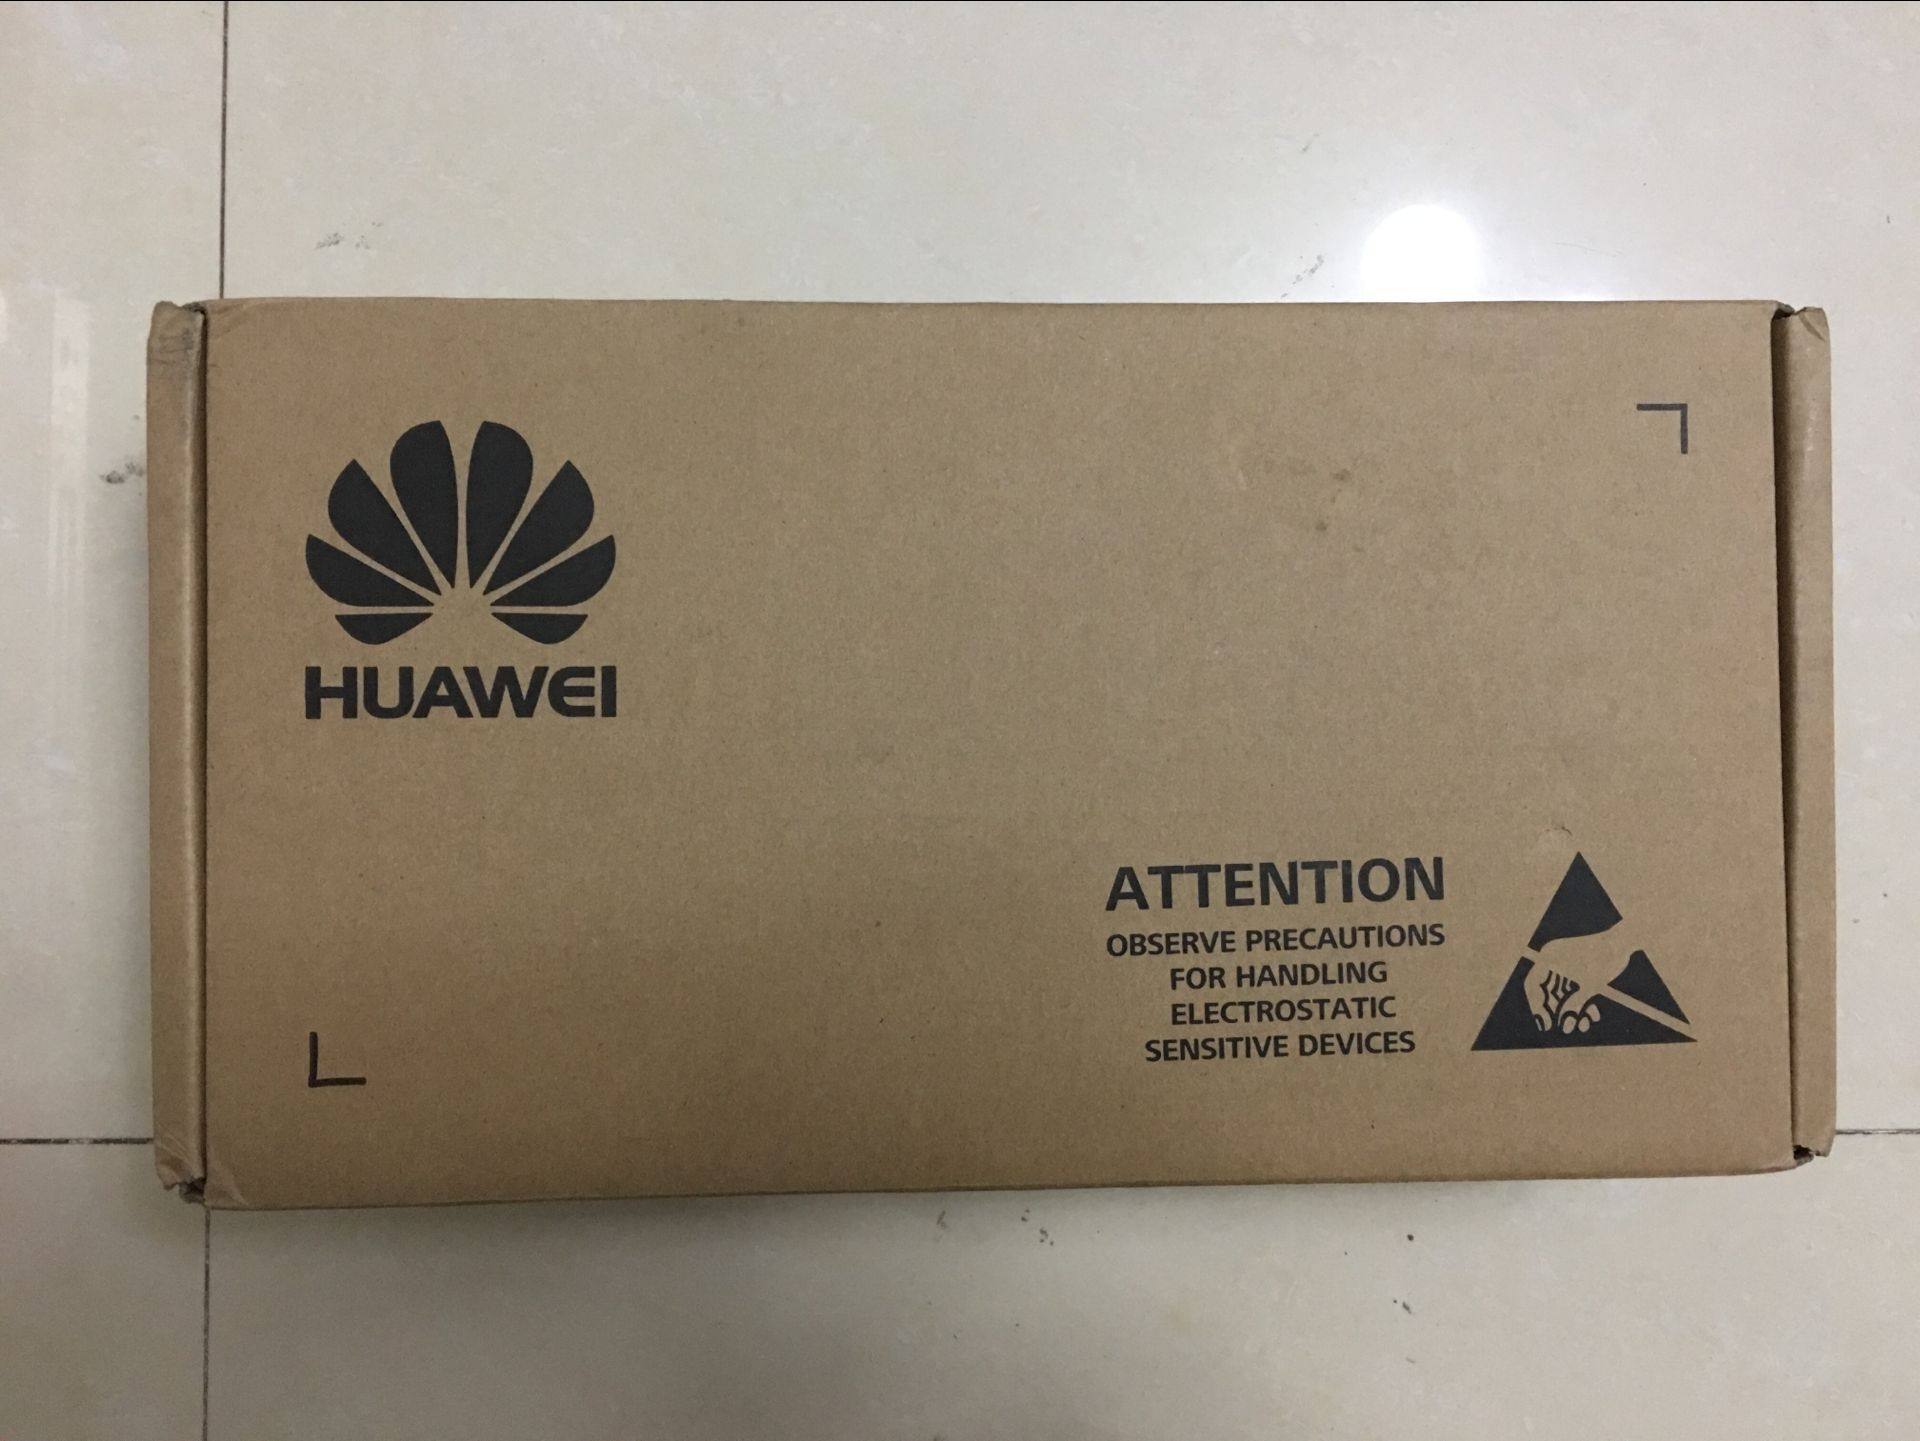 HUAWEI
ATTENTION
OBSERVE PRECAUTIONS
FOR HANDLING
ELECTROSTATIC
SENSITIVE DEVICES